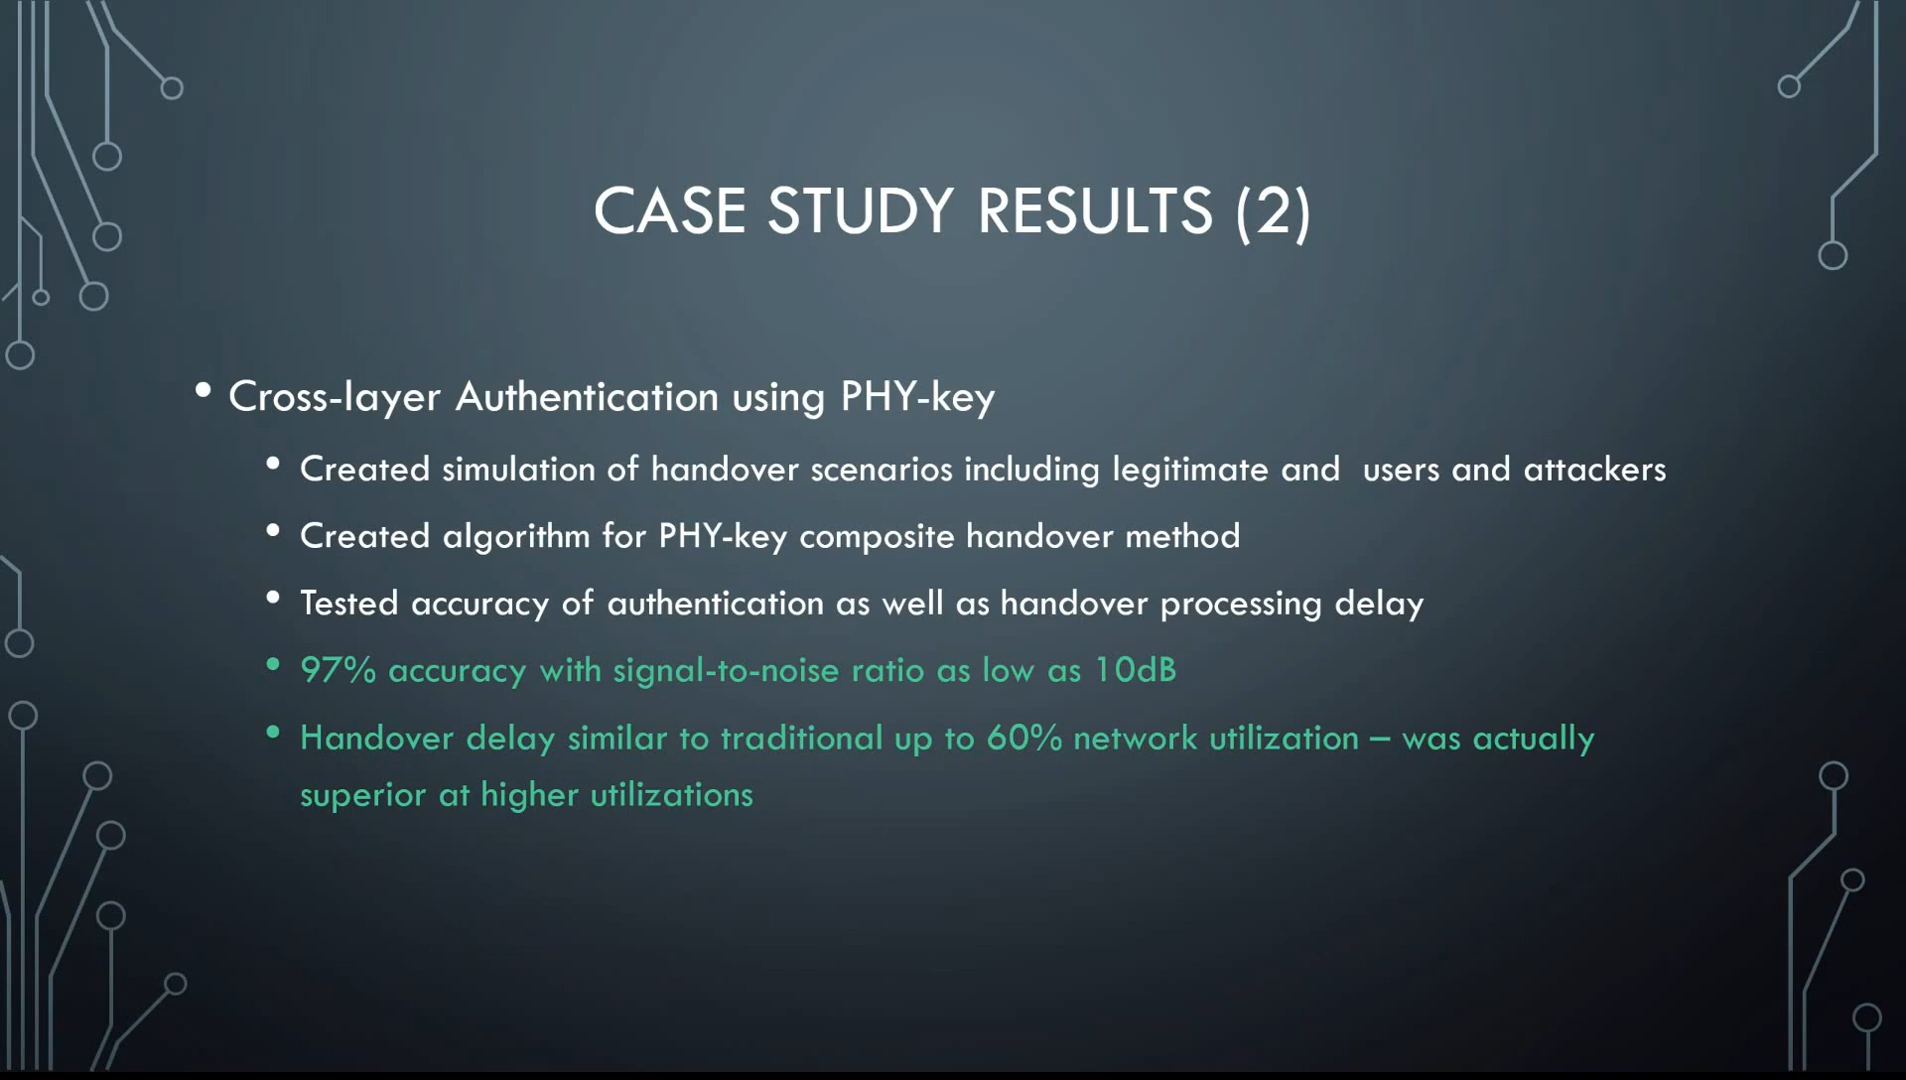 CASE STUDY RESULTS (2)
• Cross-layer Authentication using PHY-key
• Created simulation of handover scenarios including legitimate and  users and attackers
• Created algorithm for PHY-key composite handover method
• Tested accuracy of authentication as well as handover processing delay
• 97% accuracy with signal-to-noise ratio as low as 10dB
• Handover delay similar to traditional up to 60% network utilization – was actually
superior at higher utilizations